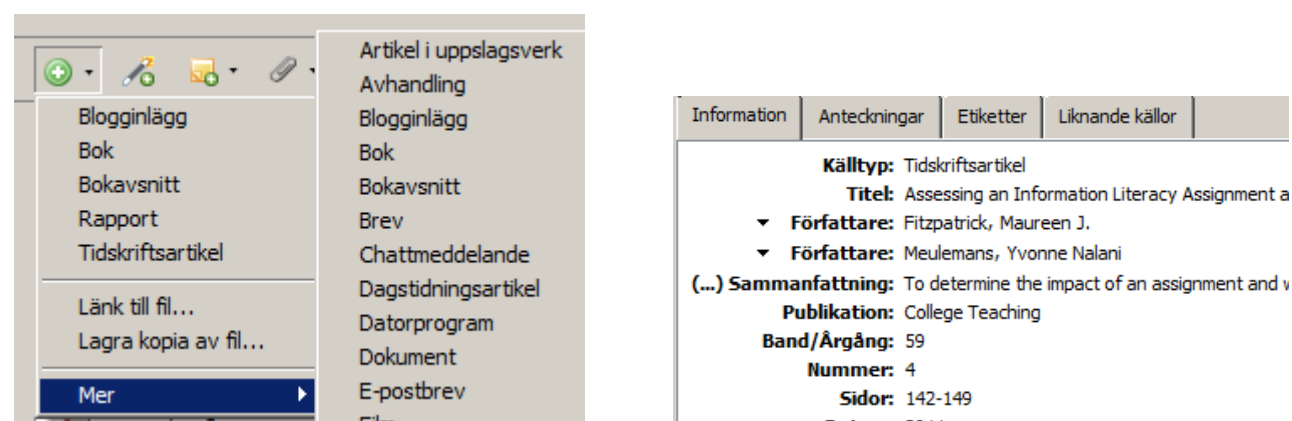 Blogginlägg
Bok
Bokavsnitt
Rapport
Tidskriftsartikel
Länk till fil...
Lagra kopia av fil...
Mer
Artikel i uppslagsverk
Avhandling
Blogginlägg
Bok
Bokavsnitt
Brev
Chattmeddelande
Dagstidningsartikel
Datorprogram
Dokument
E-postbrev
Information Anteckningar Etiketter Liknande källor
Källtyp: Tidskriftsartikel
Titel: Assessing an Information Literacy Assignment a
Författare: Fitzpatrick, Maureen J.
Författare: Meulemans, Yvonne Nalani
(...) Sammanfattning: To determine the impact of an assignment and
Publikation: College Teaching
Band/Årgång: 59
Nummer: 4
Sidor: 142-149